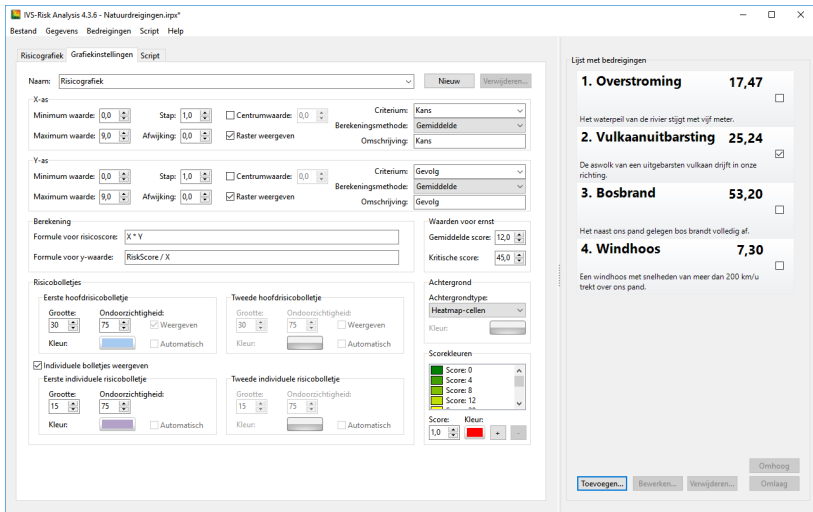 IVS-Risk Analysis 4.3.6 - Natuurdreigingen.irpx*
Bestand Gegevens Bedreigingen Script Help
Risicografiek Grafiekinstellingen Script
Naam: Risicografiek Nieuw Verwijderen...
X-as
Minimum waarde: 0,0 Stap: 1,0 Centrumwaarde: 0,0 Criterium: Kans
Berekeningsmethode: Gemiddelde
Maximum waarde: 9,0 Afwijking: 0,0 Raster weergeven Omschrijving: Kans
Y-as
Minimum waarde: 0,0 Stap: 1,0 Centrumwaarde: 0,0 Criterium: Gevolg
Berekeningsmethode: Gemiddelde
Maximum waarde: 9,0 Afwijking: 0,0 Raster weergeven Omschrijving: Gevolg
Berekening
Formule voor risicoscore: X * Y
Formule voor y-waarde: RiskScore / X
Waarden voor ernst
Gemiddelde score: 12,0
Kritische score: 45,0
Risicobolletjes
Eerste hoofdrisicobolletje
Grootte: Ondoorzichtigheid:
30 75 Weergeven
Kleur: Automatisch
Tweede hoofdrisicobolletje
Grootte: Ondoorzichtigheid:
30 75 Weergeven
Kleur: Automatisch
Individuele bolletjes weergeven
Eerste individuele risicobolletje
Grootte: Ondoorzichtigheid:
15 75
Kleur: Automatisch
Tweede individuele risicobolletje
Grootte: Ondoorzichtigheid:
15 75
Kleur: Automatisch
Achtergrond
Achtergrondtype:
Heatmap-cellen
Kleur:
Scorekleuren
Score: 0
Score: 4
Score: 8
Score: 12
Score: Kleur:
1,0 + -
Lijst met bedreigingen
1. Overstroming 17,47
Het waterpeil van de rivier stijgt met vijf meter.
2. Vulkaanuitbarsting 25,24
De aswolk van een uitgebarsten vulkaan drijft in onze
richting.
3. Bosbrand 53,20
Het naast ons pand gelegen bos brandt volledig af.
4. Windhoos 7,30
Een windhoos met snelheden van meer dan 200 km/u
trekt over ons pand.
Omhoog
Toevoegen... Bewerken... Verwijderen... Omlaag